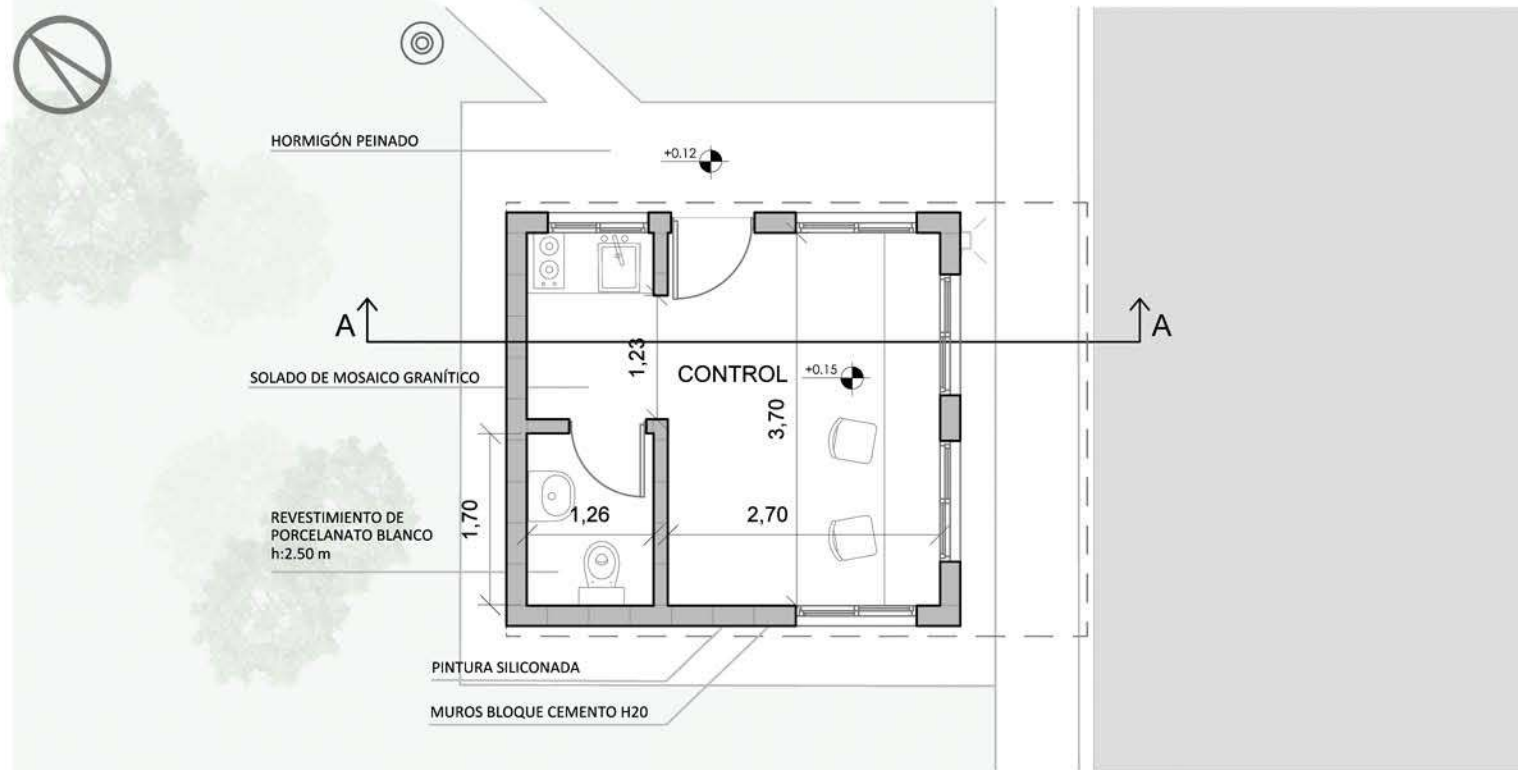 HORMIGÓN PEINADO
+0.12
A
A
1,23
SOLADO DE MOSAICO GRANÍTICO
CONTROL
+0.15
3,70
1,70
REVESTIMIENTO DE
PORCELANATO BLANCO
h:2.50 m
1,26
2,70
PINTURA SILICONADA
MUROS BLOQUE CEMENTO H20